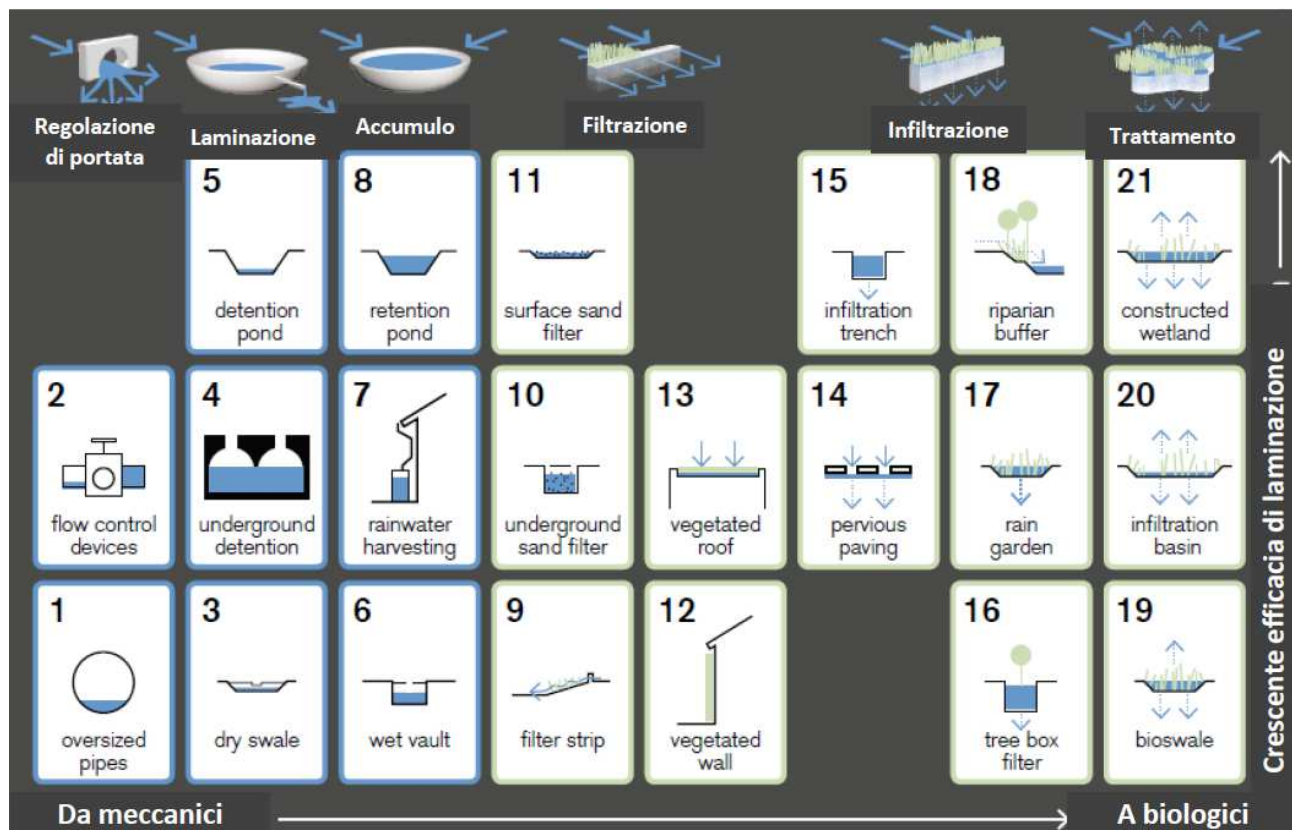 Regolazione
di portata
Laminazione
Accumulo
Filtrazione
Infiltrazione
Trattamento
5
detention
pond
8
retention
pond
11
surface sand
filter
15
infiltration
trench
18
riparian
buffer
21
constructed
wetland
2
flow control
devices
4
underground
detention
7
rainwater
harvesting
10
underground
sand filter
13
vegetated
roof
14
pervious
paving
17
rain
garden
20
infiltration
basin
1
oversized
pipes
3
dry swale
6
wet vault
9
filter strip
12
vegetated
wall
16
tree box
filter
19
bioswale
Crescente efficacia di laminazione
Da meccanici
A biologici